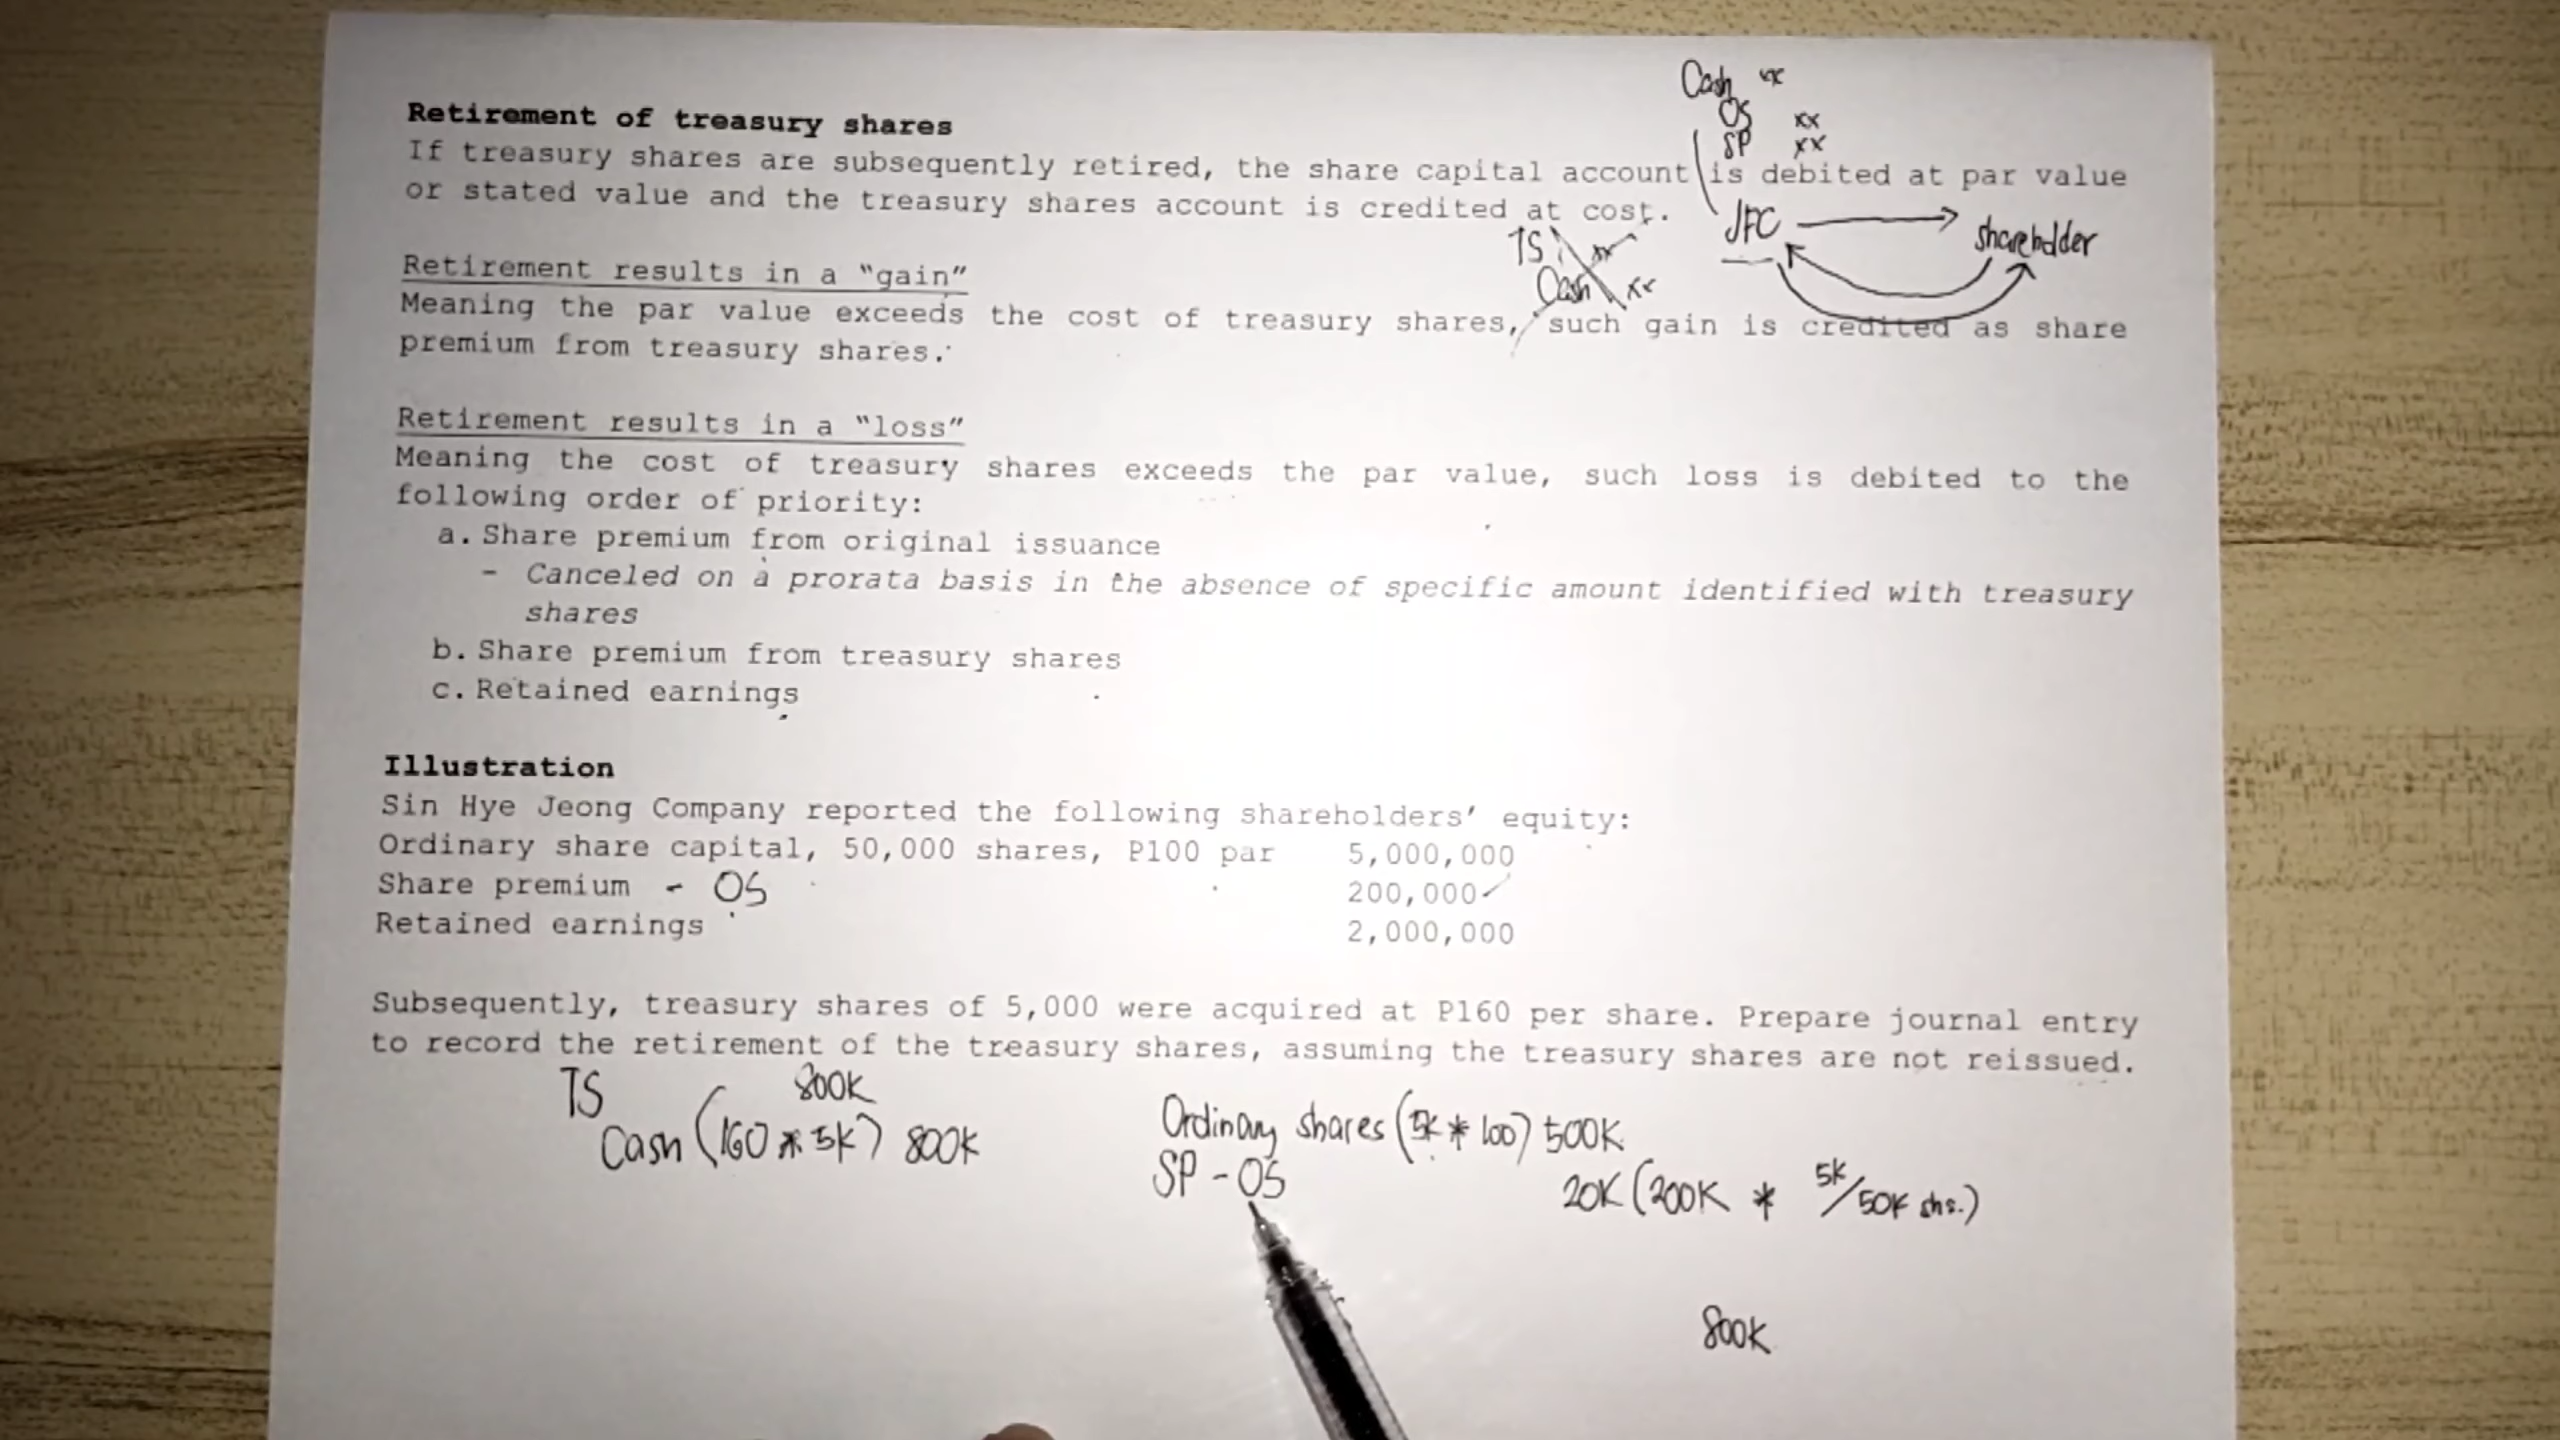 Cash xx
OS xx
SP xx
Retirement of treasury shares
If treasury shares are subsequently retired, the share capital account is debited at par value
or stated value and the treasury shares account is credited at cost.
JFC shareholder
TS xx
Cash xx
Retirement results in a “gain”
Meaning the par value exceeds the cost of treasury shares, such gain is credited as share
premium from treasury shares.
Retirement results in a “loss”
Meaning the cost of treasury shares exceeds the par value, such loss is debited to the
following order of priority:
a. Share premium from original issuance
- Canceled on a prorata basis in the absence of specific amount identified with treasury
shares
b. Share premium from treasury shares
c. Retained earnings
Illustration
Sin Hye Jeong Company reported the following shareholders’ equity:
Ordinary share capital, 50,000 shares, P100 par 5,000,000
Share premium - OS 200,000
Retained earnings 2,000,000
Subsequently, treasury shares of 5,000 were acquired at P160 per share. Prepare journal entry
to record the retirement of the treasury shares, assuming the treasury shares are not reissued.
TS 800K
Cash (160 * 5K) 800K
Ordinary shares (5K * 100) 500K
SP - OS 20K (200K * 5K/50K shs.)
800K